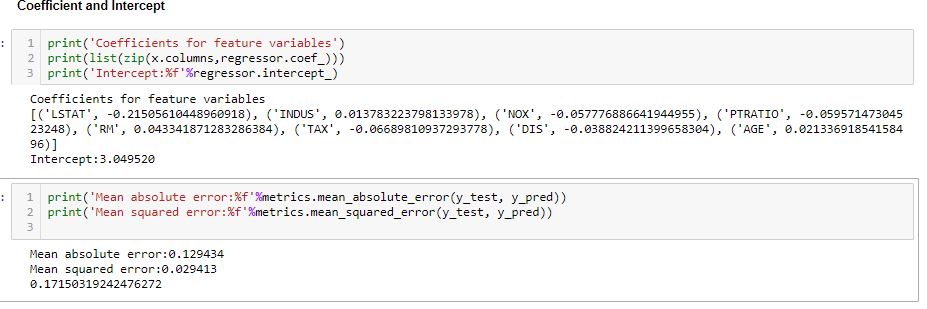 Coefficient and Intercept
: 1 print('Coefficients for feature variables')
2 print(list(zip(x.columns,regressor.coef_)))
3 print('Intercept:%f'%regressor.intercept_)
Coefficients for feature variables
[('LSTAT', -0.21505610448960918), ('INDUS', 0.013783223798133978), ('NOX', -0.057776886641944955), ('PTRATIO', -0.059571473045
23248), ('RM', 0.043341871283286384), ('TAX', -0.06689810937293778), ('DIS', -0.038824211399658304), ('AGE', 0.021336918541584
96)]
Intercept:3.049520
: 1 print('Mean absolute error:%f'%metrics.mean_absolute_error(y_test, y_pred))
2 print('Mean squared error:%f'%metrics.mean_squared_error(y_test, y_pred))
3
Mean absolute error:0.129434
Mean squared error:0.029413
0.17150319242476272